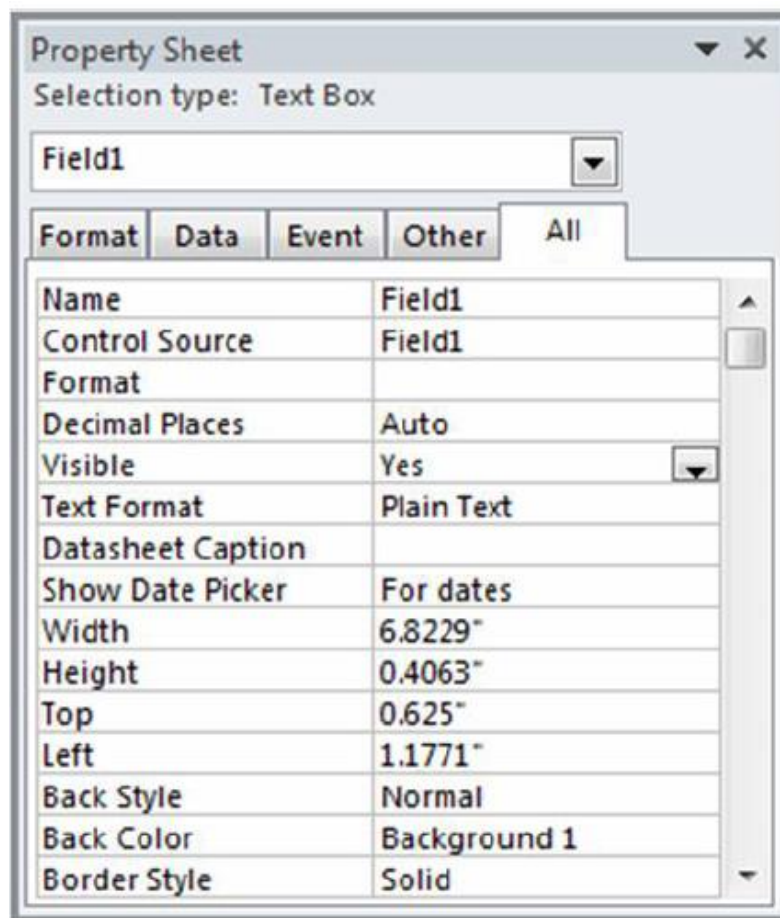 Property Sheet
Selection type: Text Box
Field1
Format Data Event Other All
Name Field1
Control Source Field1
Format
Decimal Places Auto
Visible Yes
Text Format Plain Text
Datasheet Caption
Show Date Picker For dates
Width 6.8229"
Height 0.4063"
Top 0.625"
Left 1.1771"
Back Style Normal
Back Color Background 1
Border Style Solid